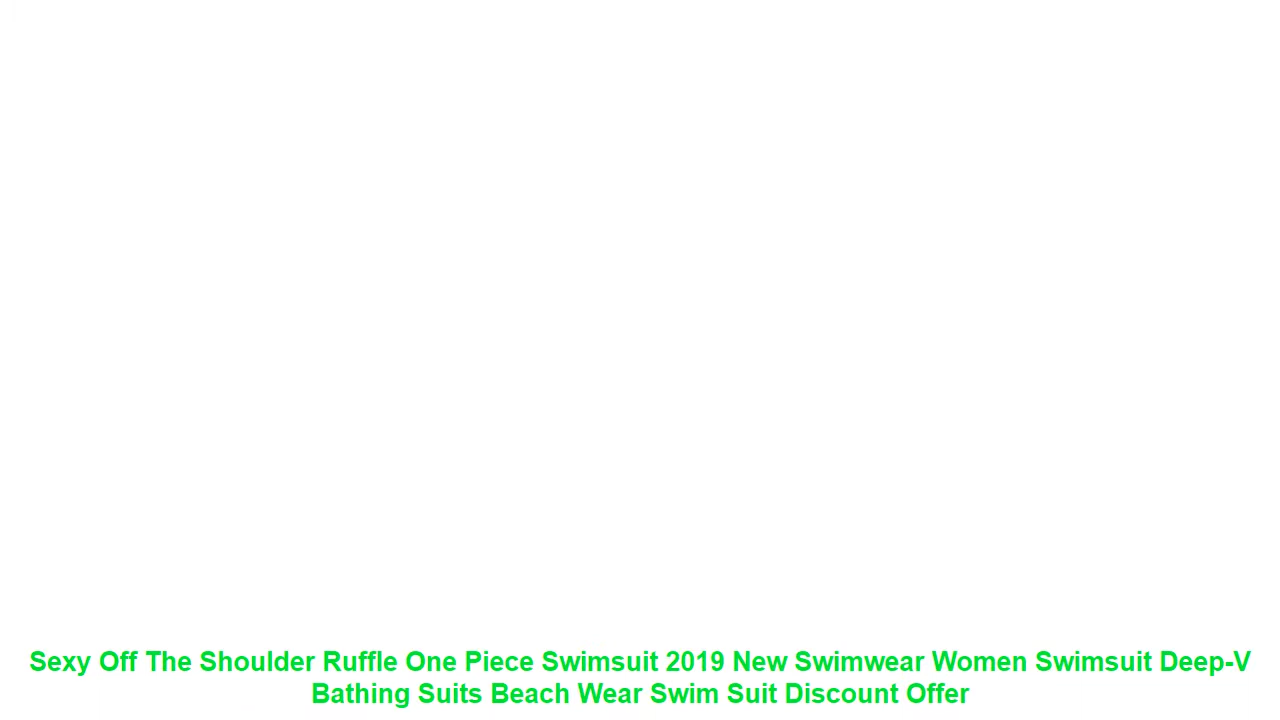 Sexy Off The Shoulder Ruffle One Piece Swimsuit 2019 New Swimwear Women Swimsuit Deep-V
Bathing Suits Beach Wear Swim Suit Discount Offer